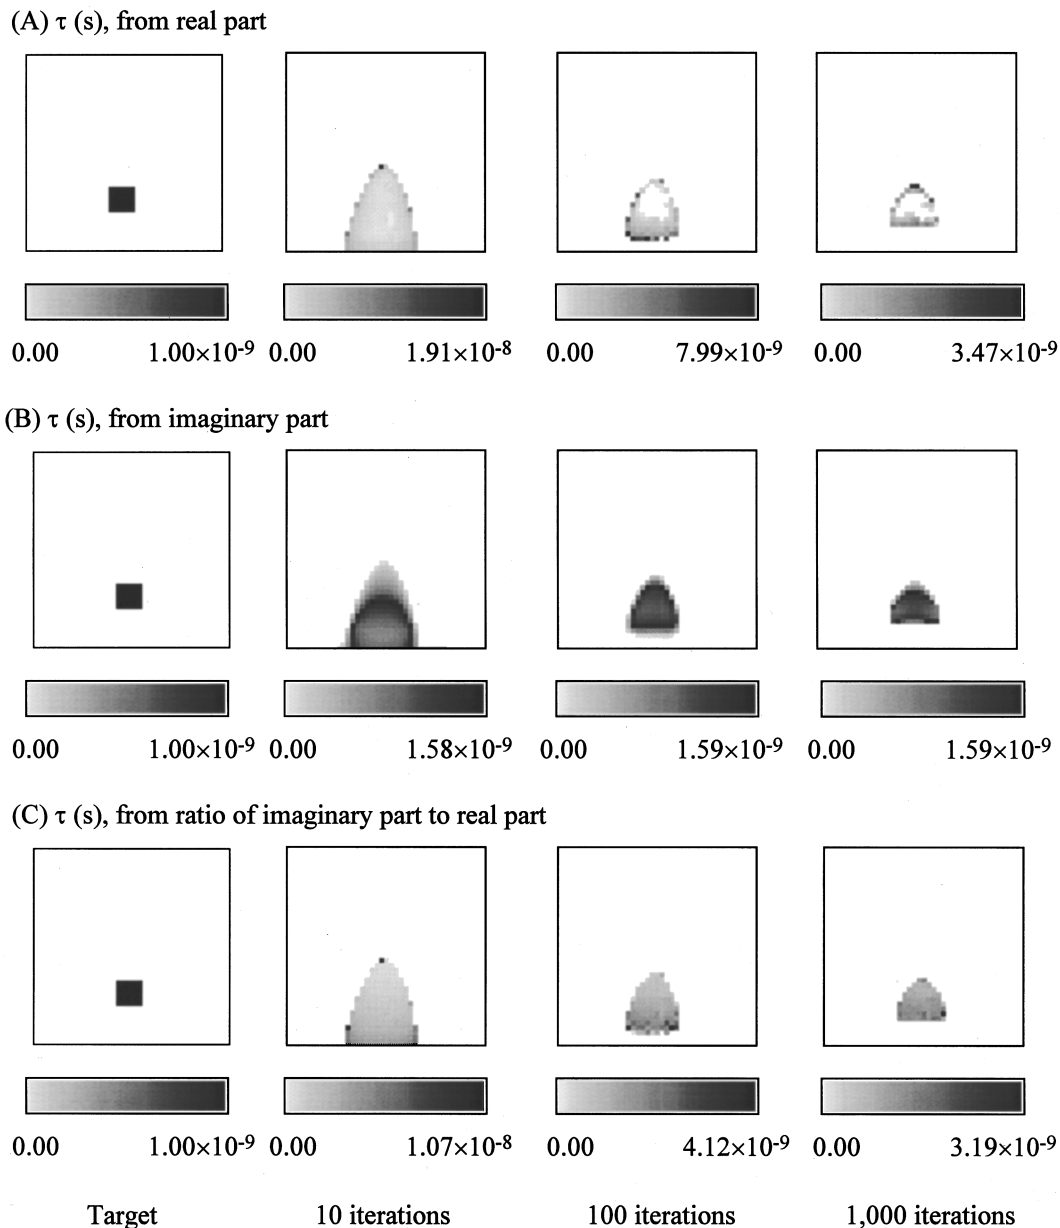 (A) τ (s), from real part
0.00 1.00×10⁻⁹ 0.00 1.91×10⁻⁸ 0.00 7.99×10⁻⁹ 0.00 3.47×10⁻⁹
(B) τ (s), from imaginary part
0.00 1.00×10⁻⁹ 0.00 1.58×10⁻⁹ 0.00 1.59×10⁻⁹ 0.00 1.59×10⁻⁹
(C) τ (s), from ratio of imaginary part to real part
0.00 1.00×10⁻⁹ 0.00 1.07×10⁻⁸ 0.00 4.12×10⁻⁹ 0.00 3.19×10⁻⁹
Target 10 iterations 100 iterations 1,000 iterations